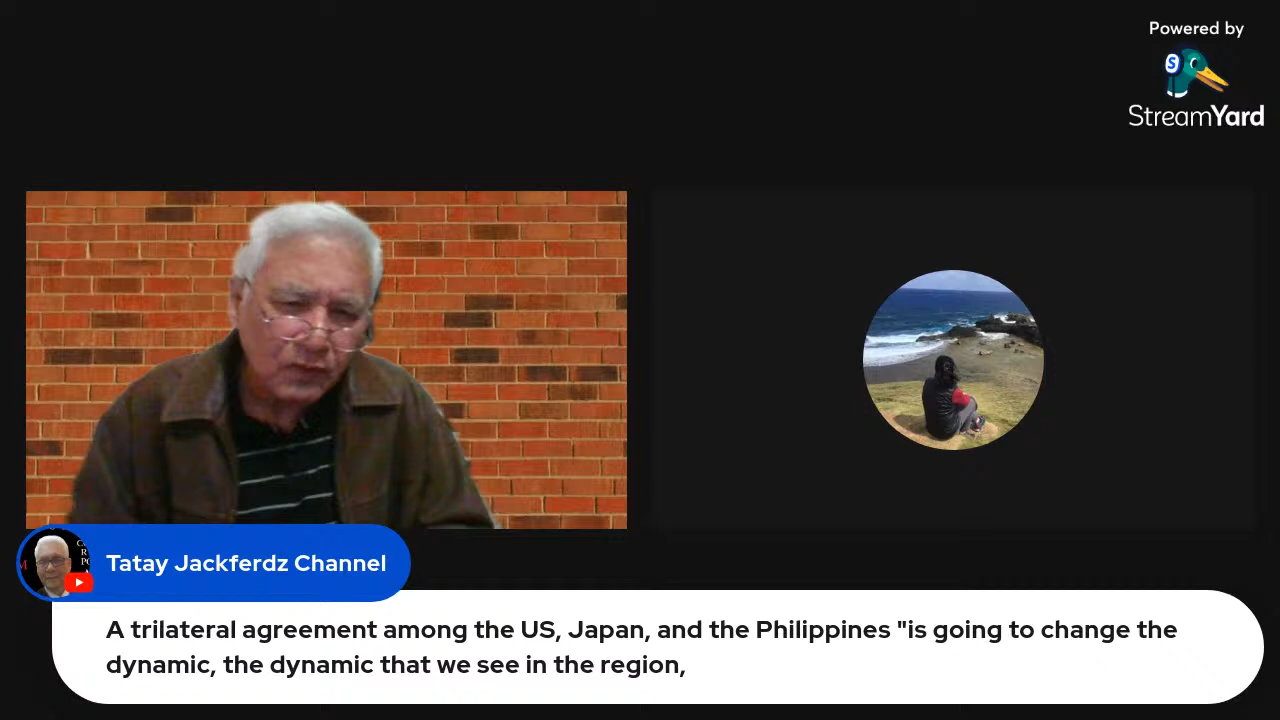 Powered by
S
StreamYard
Tatay Jackferdz Channel
A trilateral agreement among the US, Japan, and the Philippines "is going to change the
dynamic, the dynamic that we see in the region,